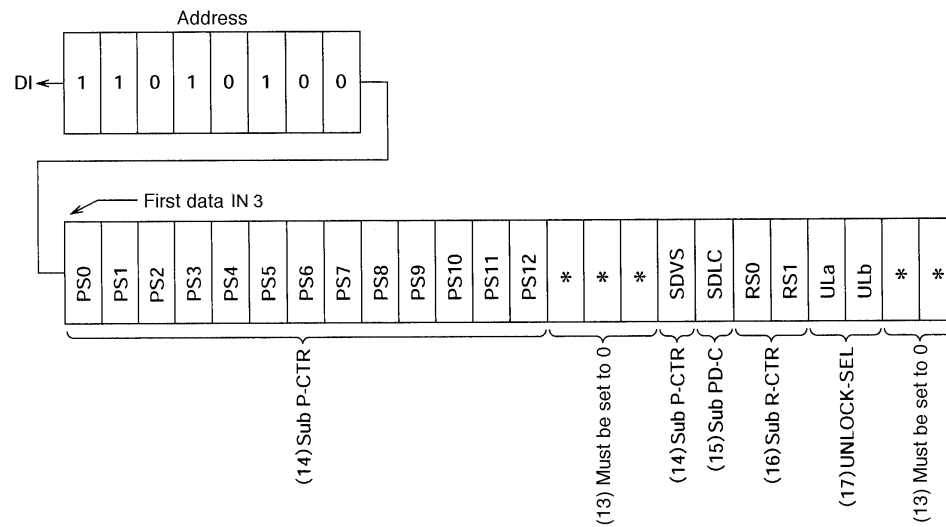 Address
DI 1 1 0 1 0 1 0 0
First data IN 3
PS0 PS1 PS2 PS3 PS4 PS5 PS6 PS7 PS8 PS9 PS10 PS11 PS12 * * * SDVS SDLC RS0 RS1 ULa ULb * *
(14) Sub P-CTR
(13) Must be set to 0
(14) Sub P-CTR
(15) Sub PD-C
(16) Sub R-CTR
(17) UNLOCK-SEL
(13) Must be set to 0